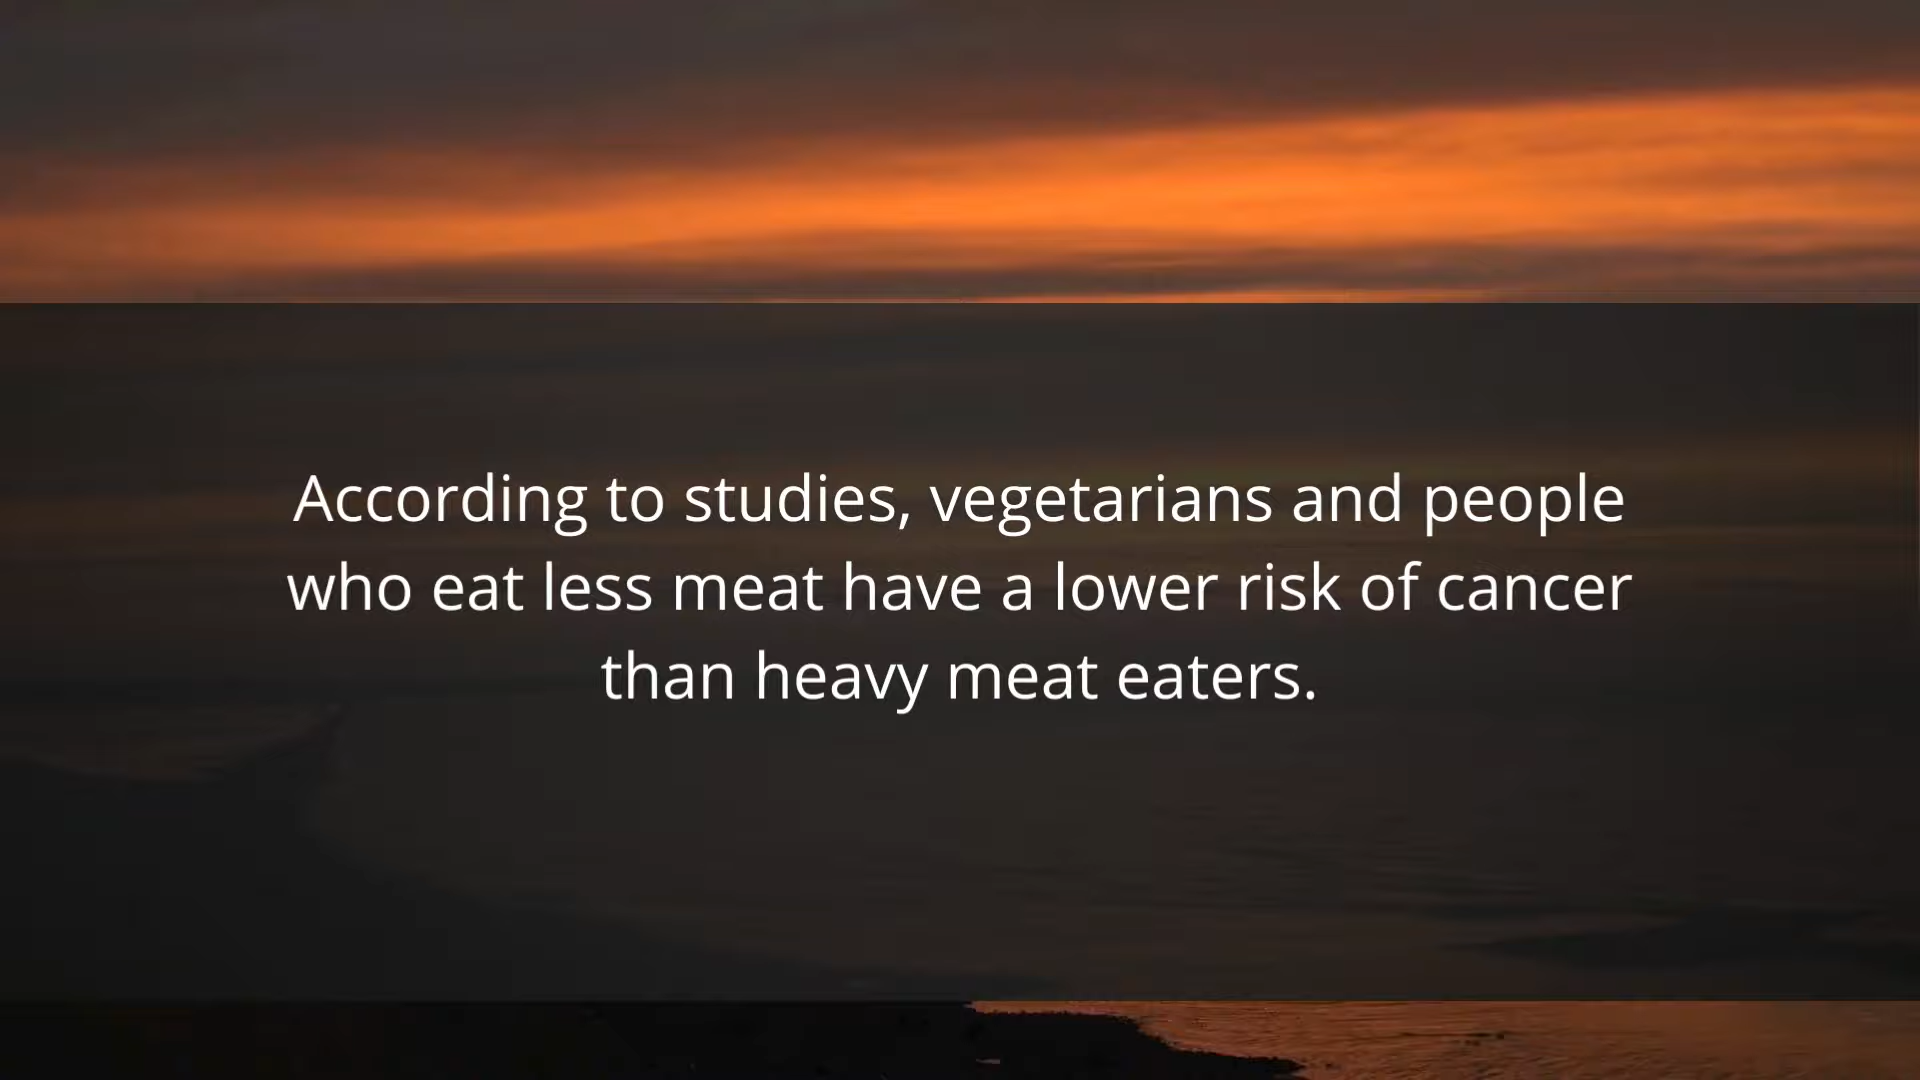 According to studies, vegetarians and people
who eat less meat have a lower risk of cancer
than heavy meat eaters.